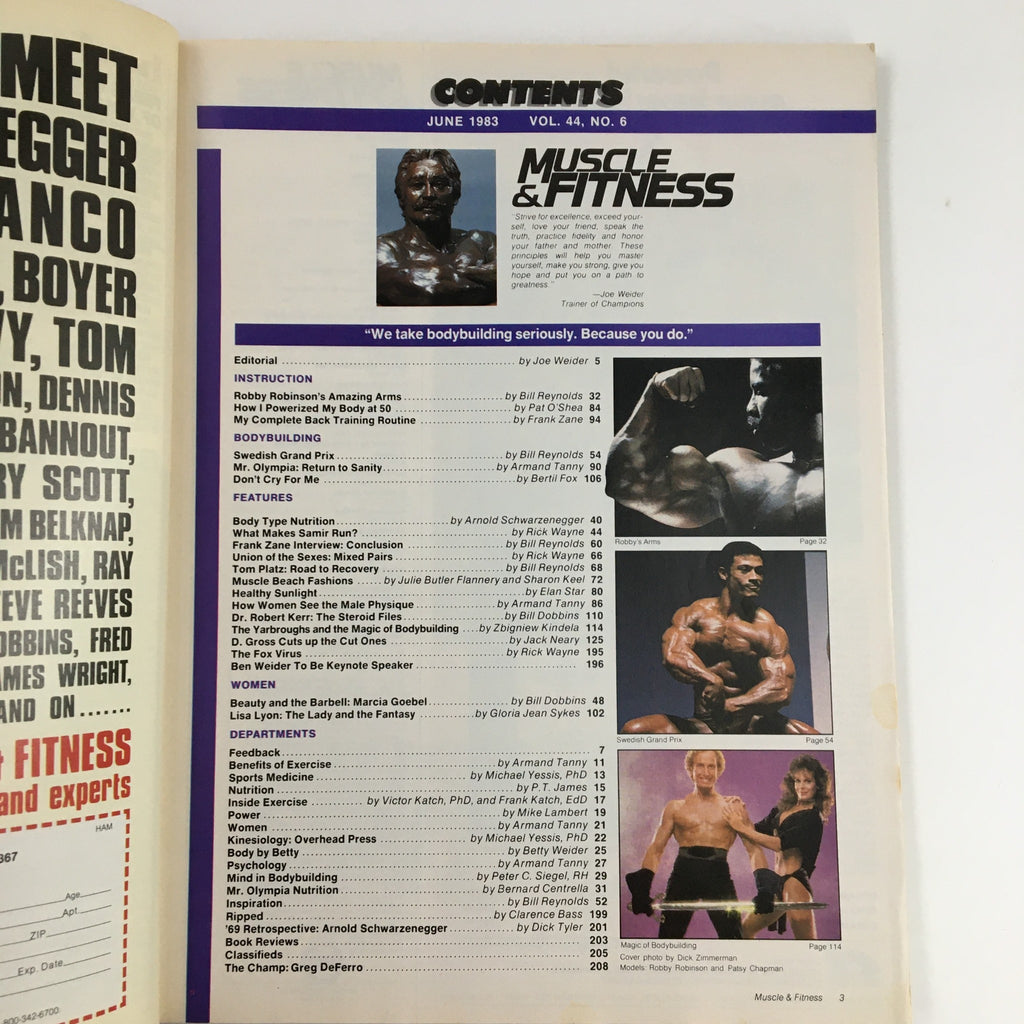 MEET
EGGER
ANCO
, BOYER
Y, TOM
N, DENNIS
BANNOUT,
RY SCOTT,
M BELKNAP,
McLISH, RAY
EVE REEVES
OBBINS, FRED
AMES WRIGHT,
AND ON.......
FITNESS
and experts
HAM
367
Age
Apt.
ZIP
Exp. Date
800-342-6700
CONTENTS
JUNE 1983 VOL. 44, NO. 6
MUSCLE
&FITNESS
"Strive for excellence, exceed your-
self, love your friend, speak the
truth, practice fidelity and honor
your father and mother. These
principles will help you master
yourself, make you strong, give you
hope and put you on a path to
greatness."
—Joe Weider
Trainer of Champions
"We take bodybuilding seriously. Because you do."
Editorial by Joe Weider 5
INSTRUCTION
Robby Robinson's Amazing Arms by Bill Reynolds 32
How I Powerized My Body at 50 by Pat O'Shea 84
My Complete Back Training Routine by Frank Zane 94
BODYBUILDING
Swedish Grand Prix by Bill Reynolds 54
Mr. Olympia: Return to Sanity by Armand Tanny 90
Don't Cry For Me by Bertil Fox 106
FEATURES
Body Type Nutrition by Arnold Schwarzenegger 40
What Makes Samir Run? by Rick Wayne 44
Frank Zane Interview: Conclusion by Bill Reynolds 60
Union of the Sexes: Mixed Pairs by Rick Wayne 66
Tom Platz: Road to Recovery by Bill Reynolds 68
Muscle Beach Fashions by Julie Butler Flannery and Sharon Keel 72
Healthy Sunlight by Elan Star 80
How Women See the Male Physique by Armand Tanny 86
Dr. Robert Kerr: The Steroid Files by Bill Dobbins 110
The Yarbroughs and the Magic of Bodybuilding by Zbigniew Kindela 114
D. Gross Cuts up the Cut Ones by Jack Neary 125
The Fox Virus by Rick Wayne 195
Ben Weider To Be Keynote Speaker 196
WOMEN
Beauty and the Barbell: Marcia Goebel by Bill Dobbins 48
Lisa Lyon: The Lady and the Fantasy by Gloria Jean Sykes 102
DEPARTMENTS
Feedback 7
Benefits of Exercise by Armand Tanny 11
Sports Medicine by Michael Yessis, PhD 13
Nutrition by P.T. James 15
Inside Exercise by Victor Katch, PhD, and Frank Katch, EdD 17
Power by Mike Lambert 19
Women by Armand Tanny 21
Kinesiology: Overhead Press by Michael Yessis, PhD 22
Body by Betty by Betty Weider 25
Psychology by Armand Tanny 27
Mind in Bodybuilding by Peter C. Siegel, RH 29
Mr. Olympia Nutrition by Bernard Centrella 31
Inspiration by Bill Reynolds 52
Ripped by Clarence Bass 199
'69 Retrospective: Arnold Schwarzenegger by Dick Tyler 201
Book Reviews 203
Classifieds 205
The Champ: Greg DeFerro 208
Robby's Arms Page 32
Swedish Grand Prix Page 54
Magic of Bodybuilding Page 114
Cover photo by Dick Zimmerman
Models: Robby Robinson and Patsy Chapman
Muscle & Fitness 3